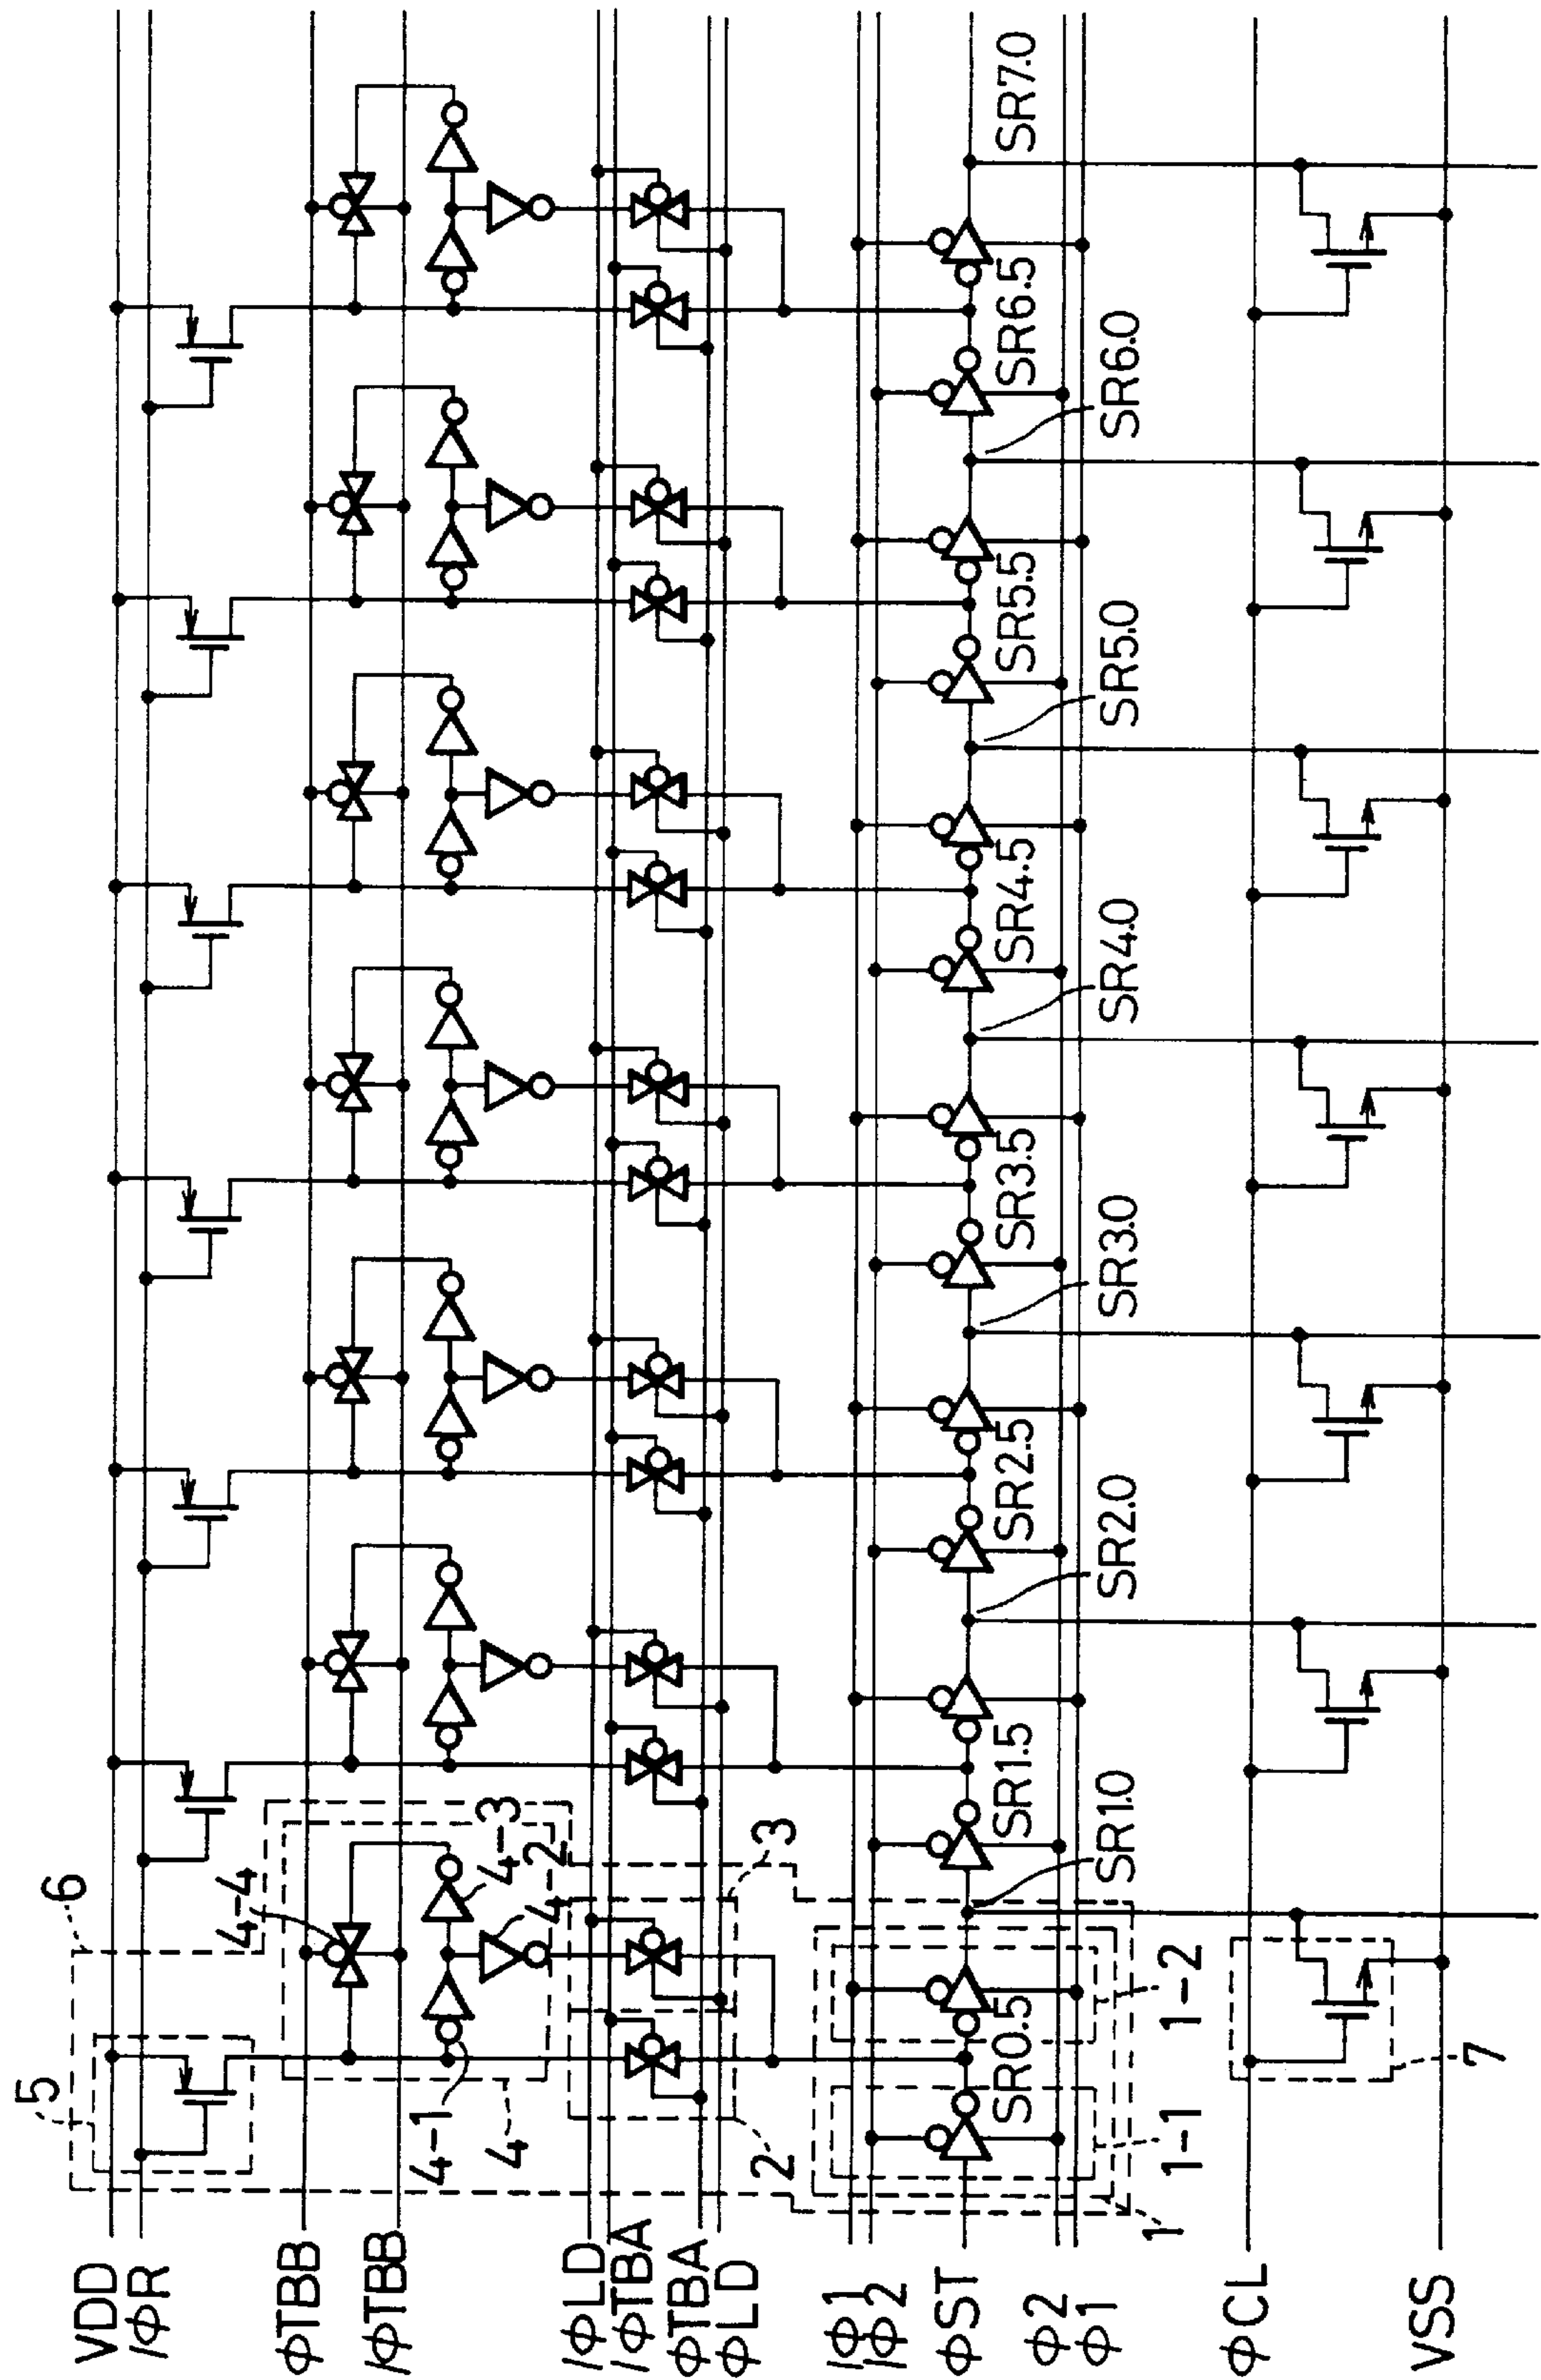 VDD
/ΦR
ΦTBB
/ΦTBB
/ΦLD
/ΦTBA
ΦTBA
ΦLD
/Φ1
/Φ2
ΦST
Φ2
Φ1
ΦCL
VSS
5
6
4-4
4-3
4-2
4-1
4
3
2
1
1-1
1-2
7
SR0.5
SR1.0
SR1.5
SR2.0
SR2.5
SR3.0
SR3.5
SR4.0
SR4.5
SR5.0
SR5.5
SR6.0
SR6.5
SR7.0